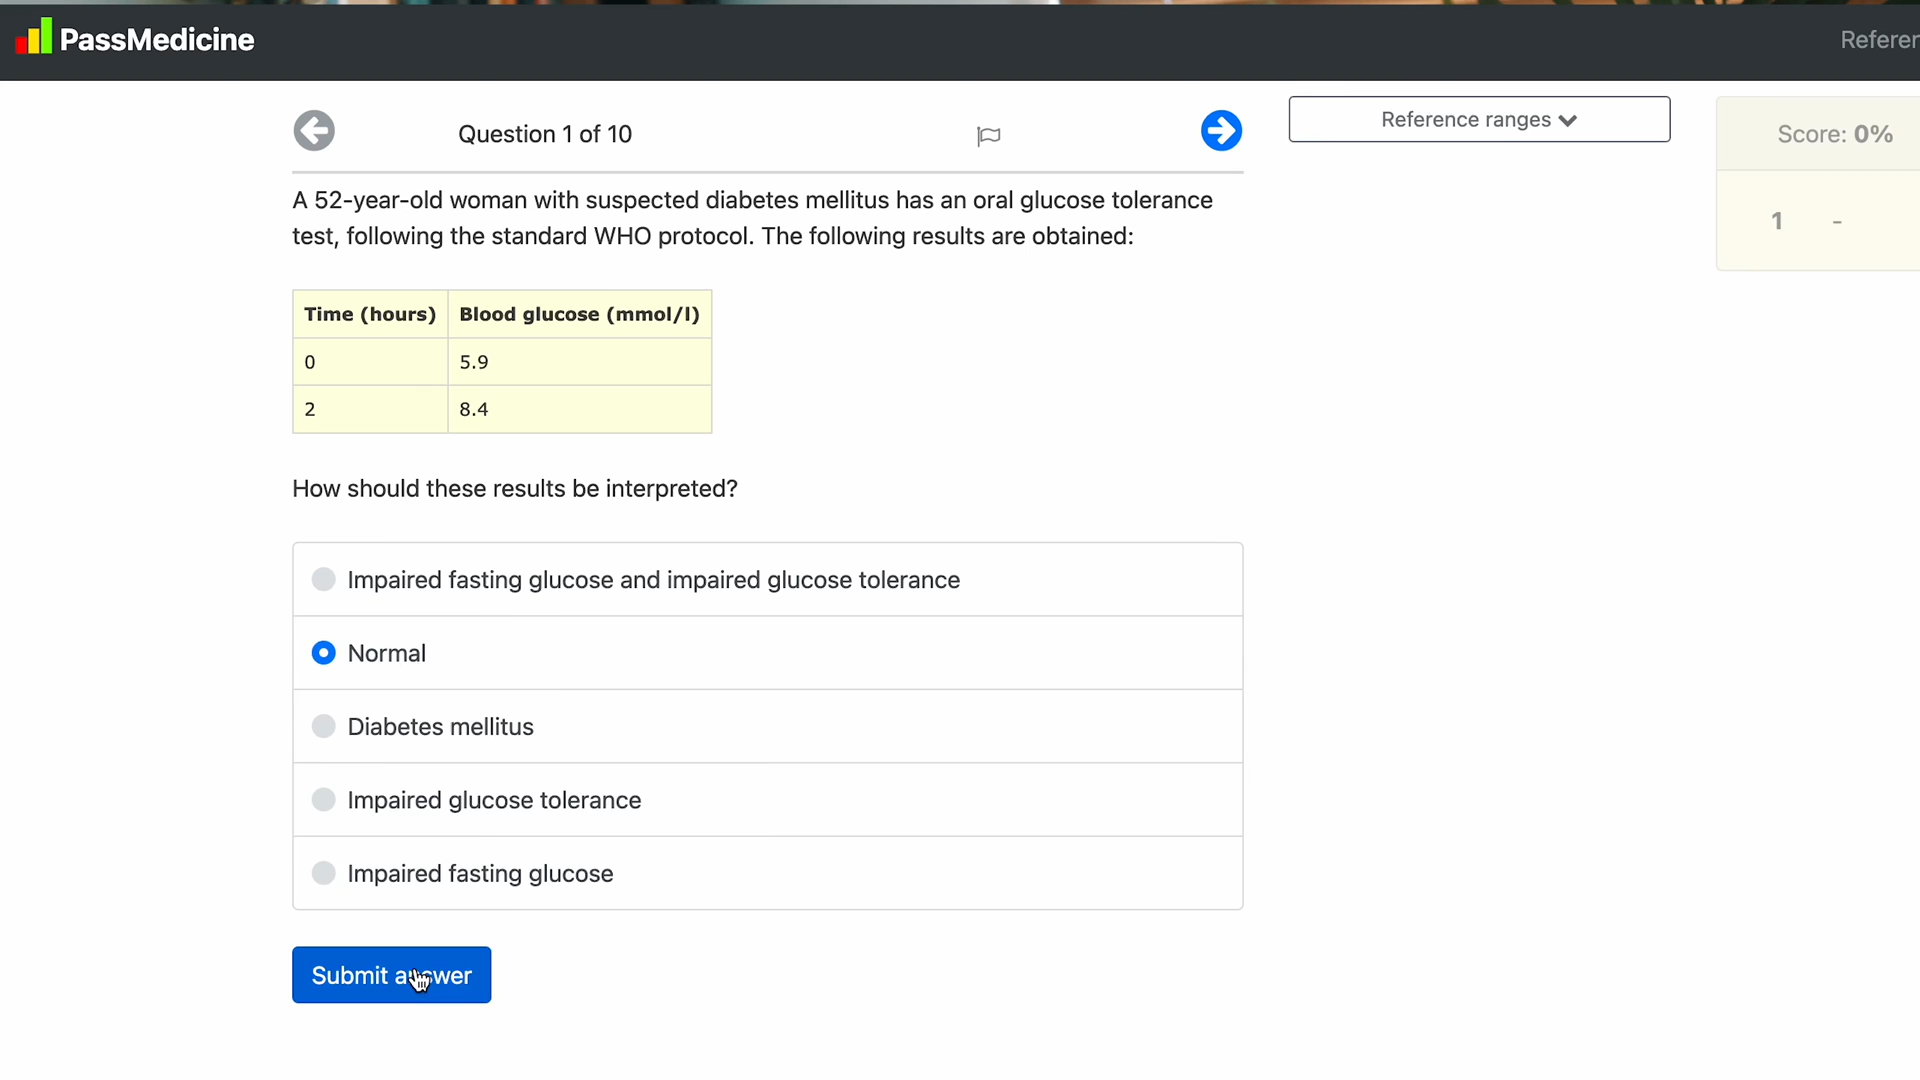 PassMedicine
Refere
Question 1 of 10
Reference ranges
Score: 0%
1 -
A 52-year-old woman with suspected diabetes mellitus has an oral glucose tolerance
test, following the standard WHO protocol. The following results are obtained:
Time (hours) Blood glucose (mmol/l)
0 5.9
2 8.4
How should these results be interpreted?
Impaired fasting glucose and impaired glucose tolerance
Normal
Diabetes mellitus
Impaired glucose tolerance
Impaired fasting glucose
Submit answer